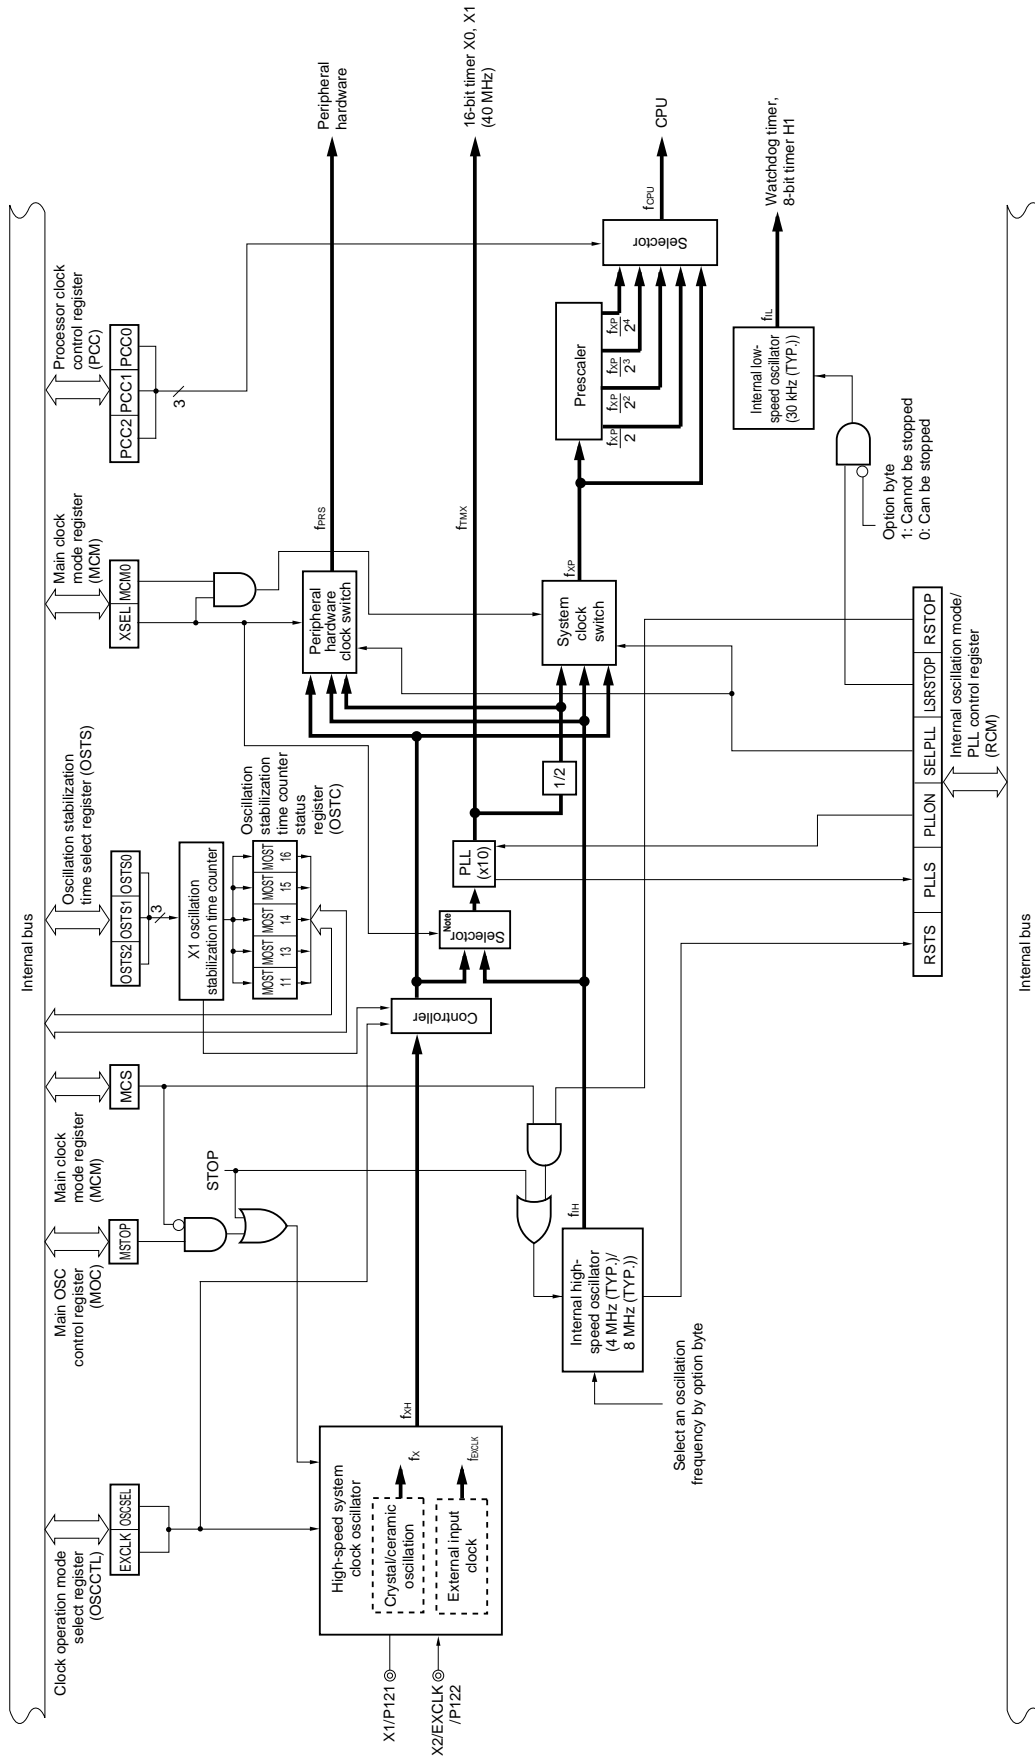 Internal bus
Clock operation mode
select register
(OSCCTL)
EXCLK OSCSEL
Main OSC
control register
(MOC)
MSTOP
Main clock
mode register
(MCM)
MCS
Oscillation stabilization
time select register (OSTS)
OSTS2 OSTS1 OSTS0
3
X1 oscillation
stabilization time counter
Oscillation
stabilization
time counter
status
register
(OSTC)
MOST
11
MOST
13
MOST
14
MOST
15
MOST
16
Main clock
mode register
(MCM)
XSEL MCM0
Processor clock
control register
(PCC)
PCC2 PCC1 PCC0
3
STOP
High-speed system
clock oscillator
Crystal/ceramic
oscillation
fX
External input
clock
fEXCLK
X1/P121
X2/EXCLK
/P122
fXH
Controller
Selector
Note
PLL
(x10)
1/2
Peripheral
hardware
clock switch
fPRS
Peripheral
hardware
fTMX
16-bit timer X0, X1
(40 MHz)
System
clock
switch
fXP
Prescaler
fXP
2
fXP
2²
fXP
2³
fXP
2⁴
Selector
fCPU
CPU
Internal high-
speed oscillator
(4 MHz (TYP.)/
8 MHz (TYP.))
fIH
Select an oscillation
frequency by option byte
Internal low-
speed oscillator
(30 kHz (TYP.))
fIL
Watchdog timer,
8-bit timer H1
Option byte
1: Cannot be stopped
0: Can be stopped
RSTS PLLS PLLON SELPLL LSRSTOP RSTOP
Internal oscillation mode/
PLL control register
(RCM)
Internal bus